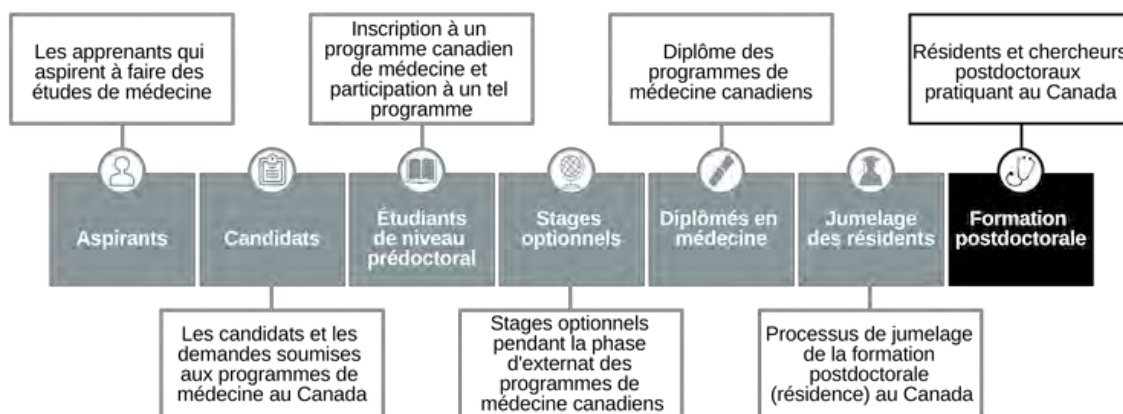 Les apprenants qui
aspirent à faire des
études de médecine
Inscription à un
programme canadien
de médecine et
participation à un tel
programme
Diplôme des
programmes de
médecine canadiens
Résidents et chercheurs
postdoctoraux
pratiquant au Canada
Aspirants
Candidats
Étudiants
de niveau
prédoctoral
Stages
optionnels
Diplômés en
médecine
Jumelage
des résidents
Formation
postdoctorale
Les candidats et les
demandes soumises
aux programmes de
médecine au Canada
Stages optionnels
pendant la phase
d'externat des
programmes de
médecine canadiens
Processus de jumelage
de la formation
postdoctorale
(résidence) au Canada